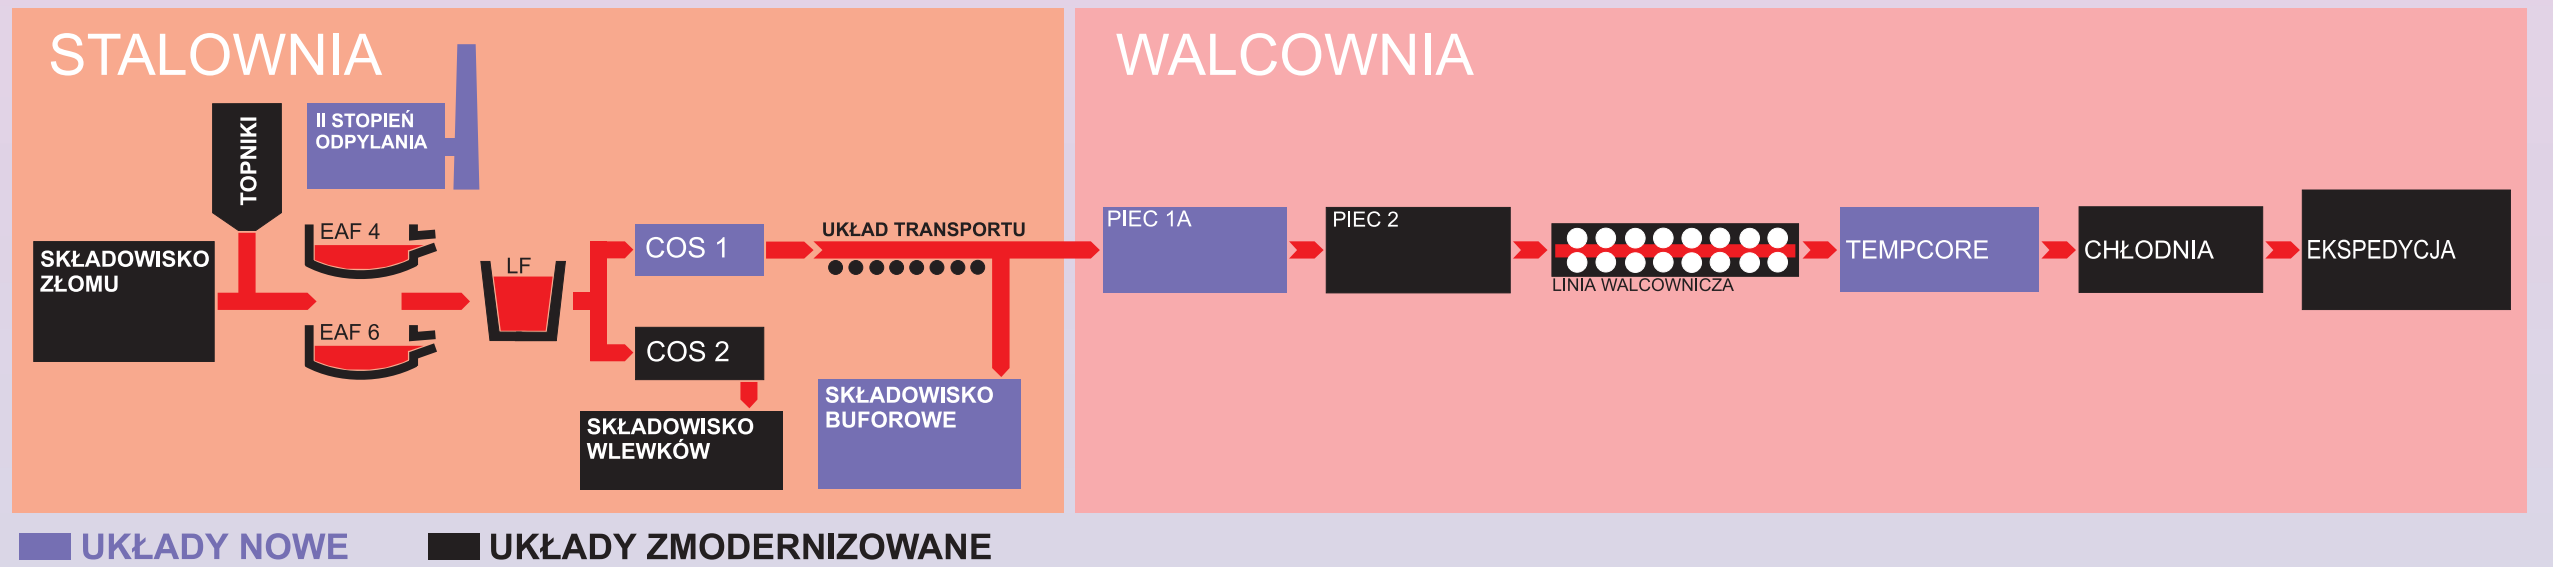 STALOWNIA
WALCOWNIA
TOPNIKI
II STOPIEŃ
ODPYLANIA
SKŁADOWISKO
ZŁOMU
EAF 4
EAF 6
LF
COS 1
COS 2
SKŁADOWISKO
WLEWKÓW
UKŁAD TRANSPORTU
SKŁADOWISKO
BUFOROWE
PIEC 1A
PIEC 2
LINIA WALCOWNICZA
TEMPCORE
CHŁODNIA
EKSPEDYCJA
UKŁADY NOWE
UKŁADY ZMODERNIZOWANE